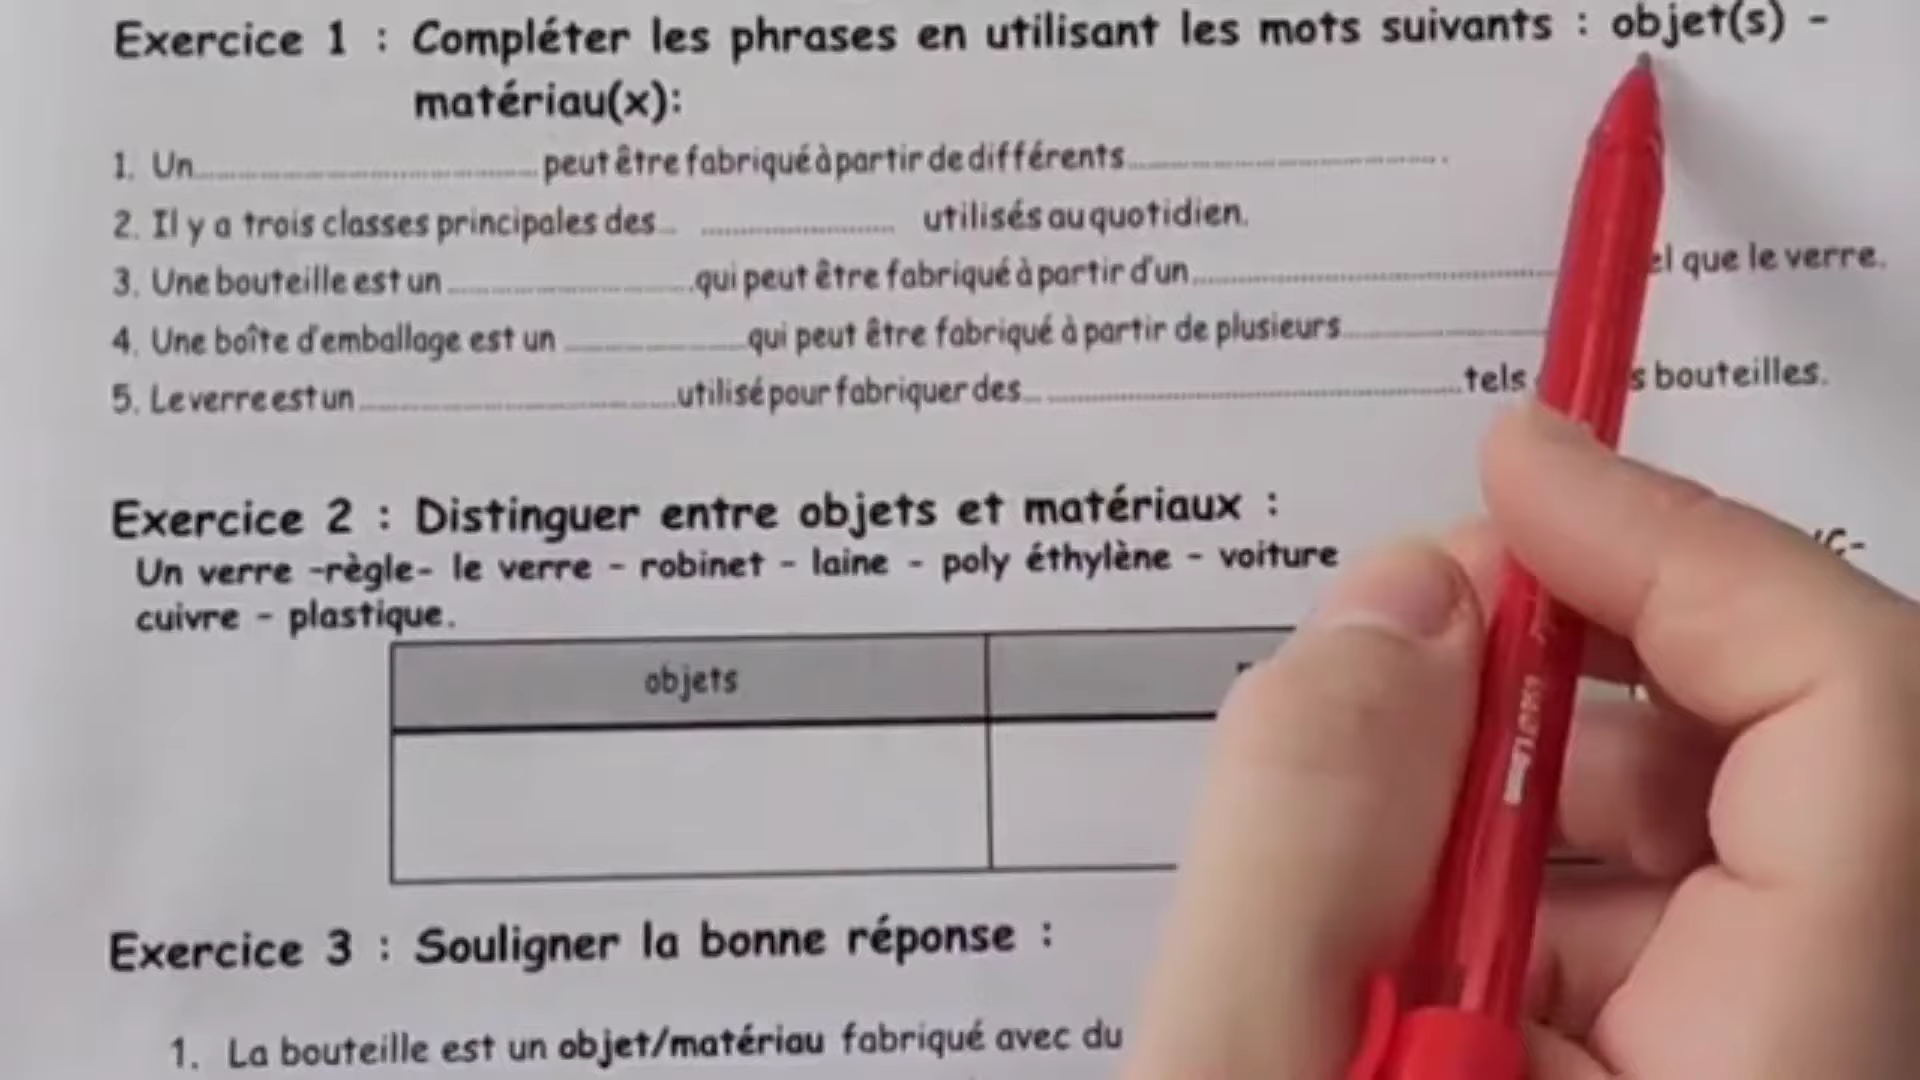 Exercice 1 : Compléter les phrases en utilisant les mots suivants : objet(s) -
matériau(x):
1. Un.............................. peut être fabriqué à partir de différents.............................. .
2. Il y a trois classes principales des... .................... utilisés au quotidien.
3. Une bouteille est un .........................qui peut être fabriqué à partir d'un.............................. el que le verre.
4. Une boîte d'emballage est un ....................qui peut être fabriqué à partir de plusieurs....................
5. Le verre est un ..............................utilisé pour fabriquer des... ........................................tels s bouteilles.
Exercice 2 : Distinguer entre objets et matériaux :
Un verre -règle- le verre - robinet - laine - poly éthylène - voiture
cuivre - plastique.
objets
Exercice 3 : Souligner la bonne réponse :
1. La bouteille est un objet/matériau fabriqué avec du